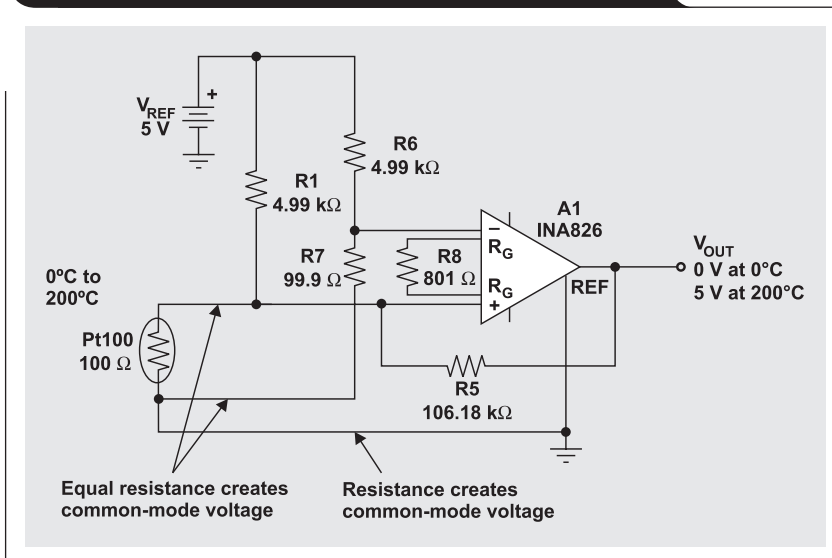 +
V_REF
5 V
R6
4.99 kΩ
R1
4.99 kΩ
A1
INA826
–
R_G
R7
99.9 Ω
R8
801 Ω
V_OUT
0 V at 0°C
5 V at 200°C
0ºC to
200ºC
R_G
REF
+
Pt100
100 Ω
R5
106.18 kΩ
Equal resistance creates
common-mode voltage
Resistance creates
common-mode voltage